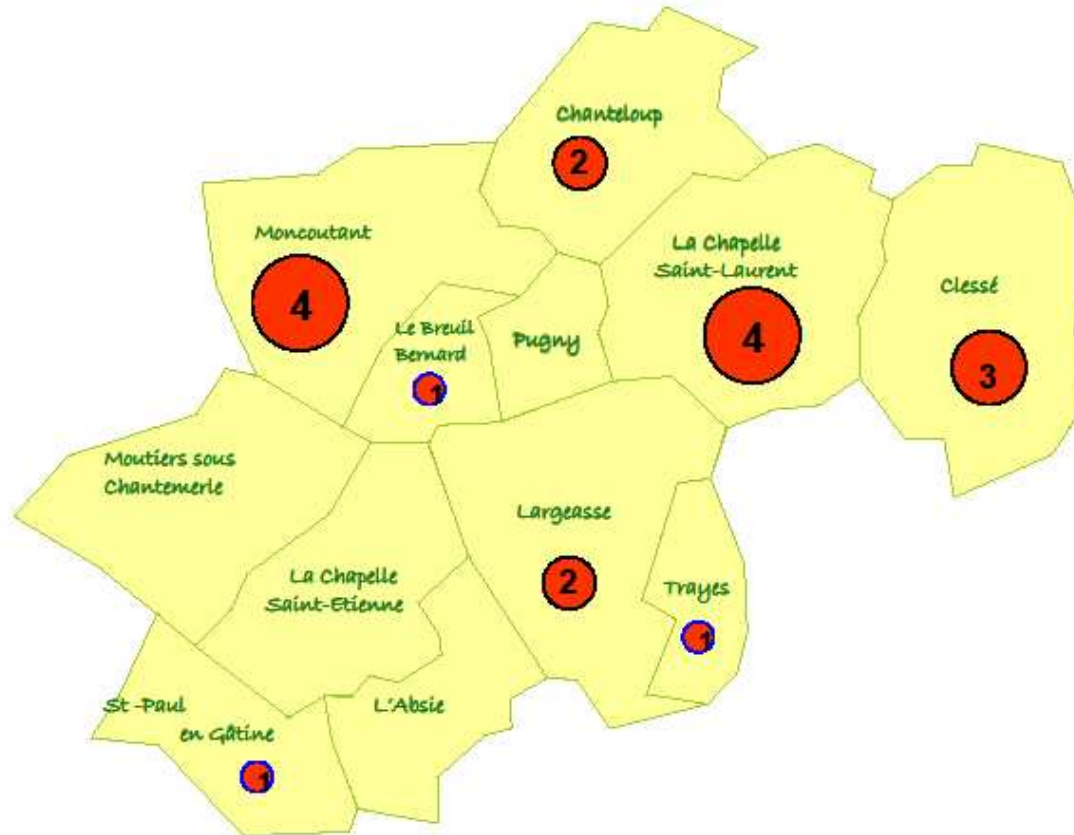 Chanteloup
2
Moncoutant
4
La Chapelle
Saint-Laurent
4
Clessé
3
Le Breuil
Bernard
1
Pugny
Moutiers sous
Chantemerle
Largeasse
2
La Chapelle
Saint-Etienne
Trayes
1
St-Paul
en Gâtine
1
L'Absie